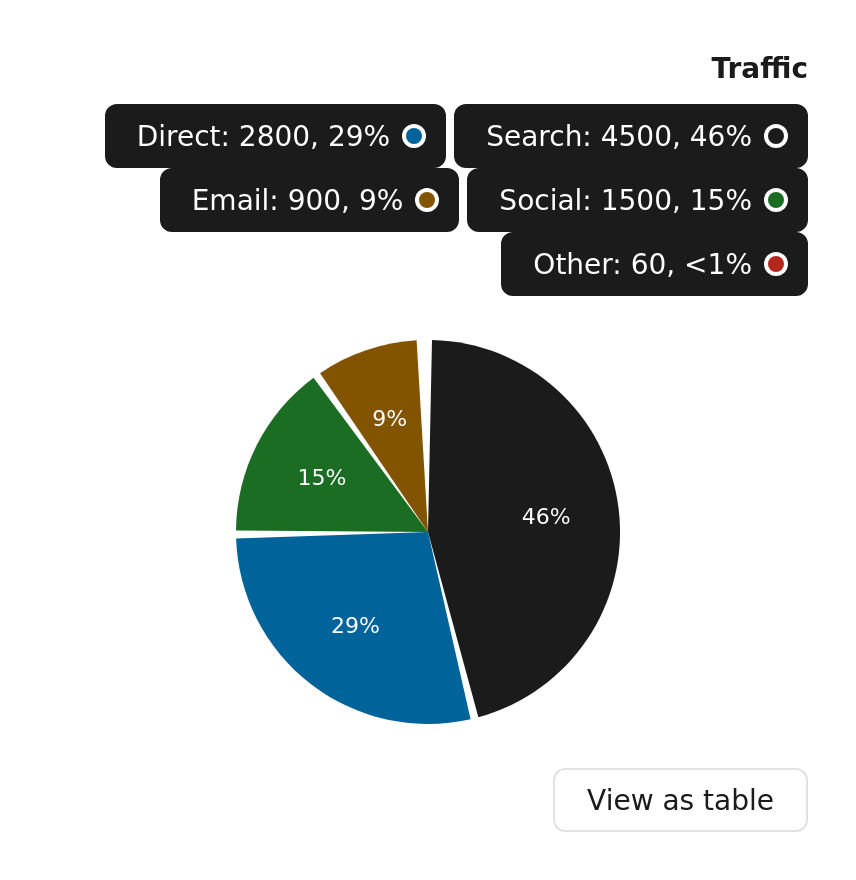 Traffic
Search: 4500, 46%
Direct: 2800, 29%
Social: 1500, 15%
Email: 900, 9%
Other: 60, <1%
9%
15%
46%
29%
View as table